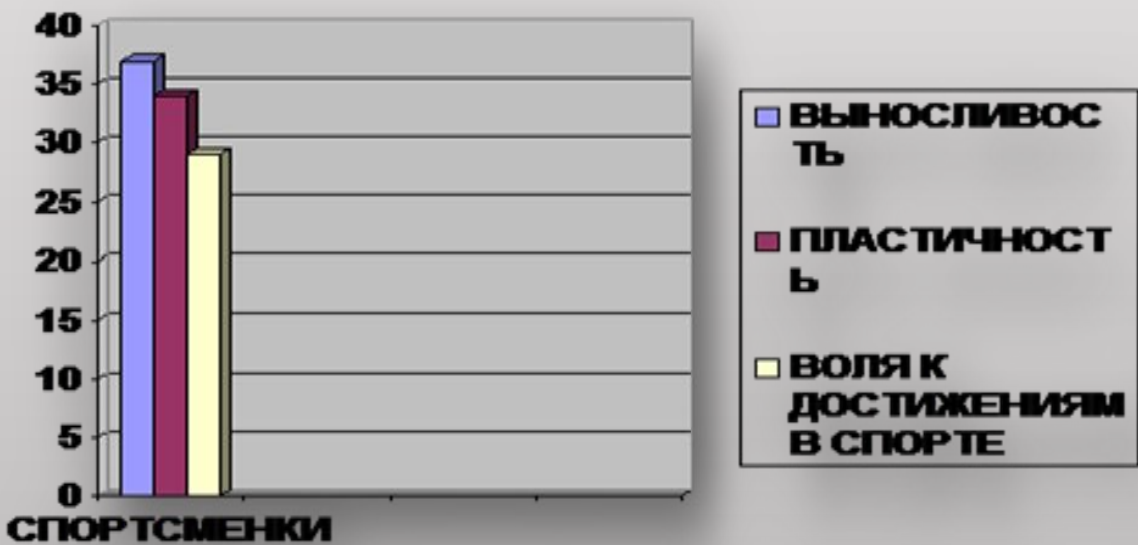 40
35
30
25
20
15
10
5
0
СПОРТСМЕНКИ
ВЫНОСЛИВОС
ТЬ
ПЛАСТИЧНОСТ
Ь
ВОЛЯ К
ДОСТИЖЕНИЯМ
В СПОРТЕ